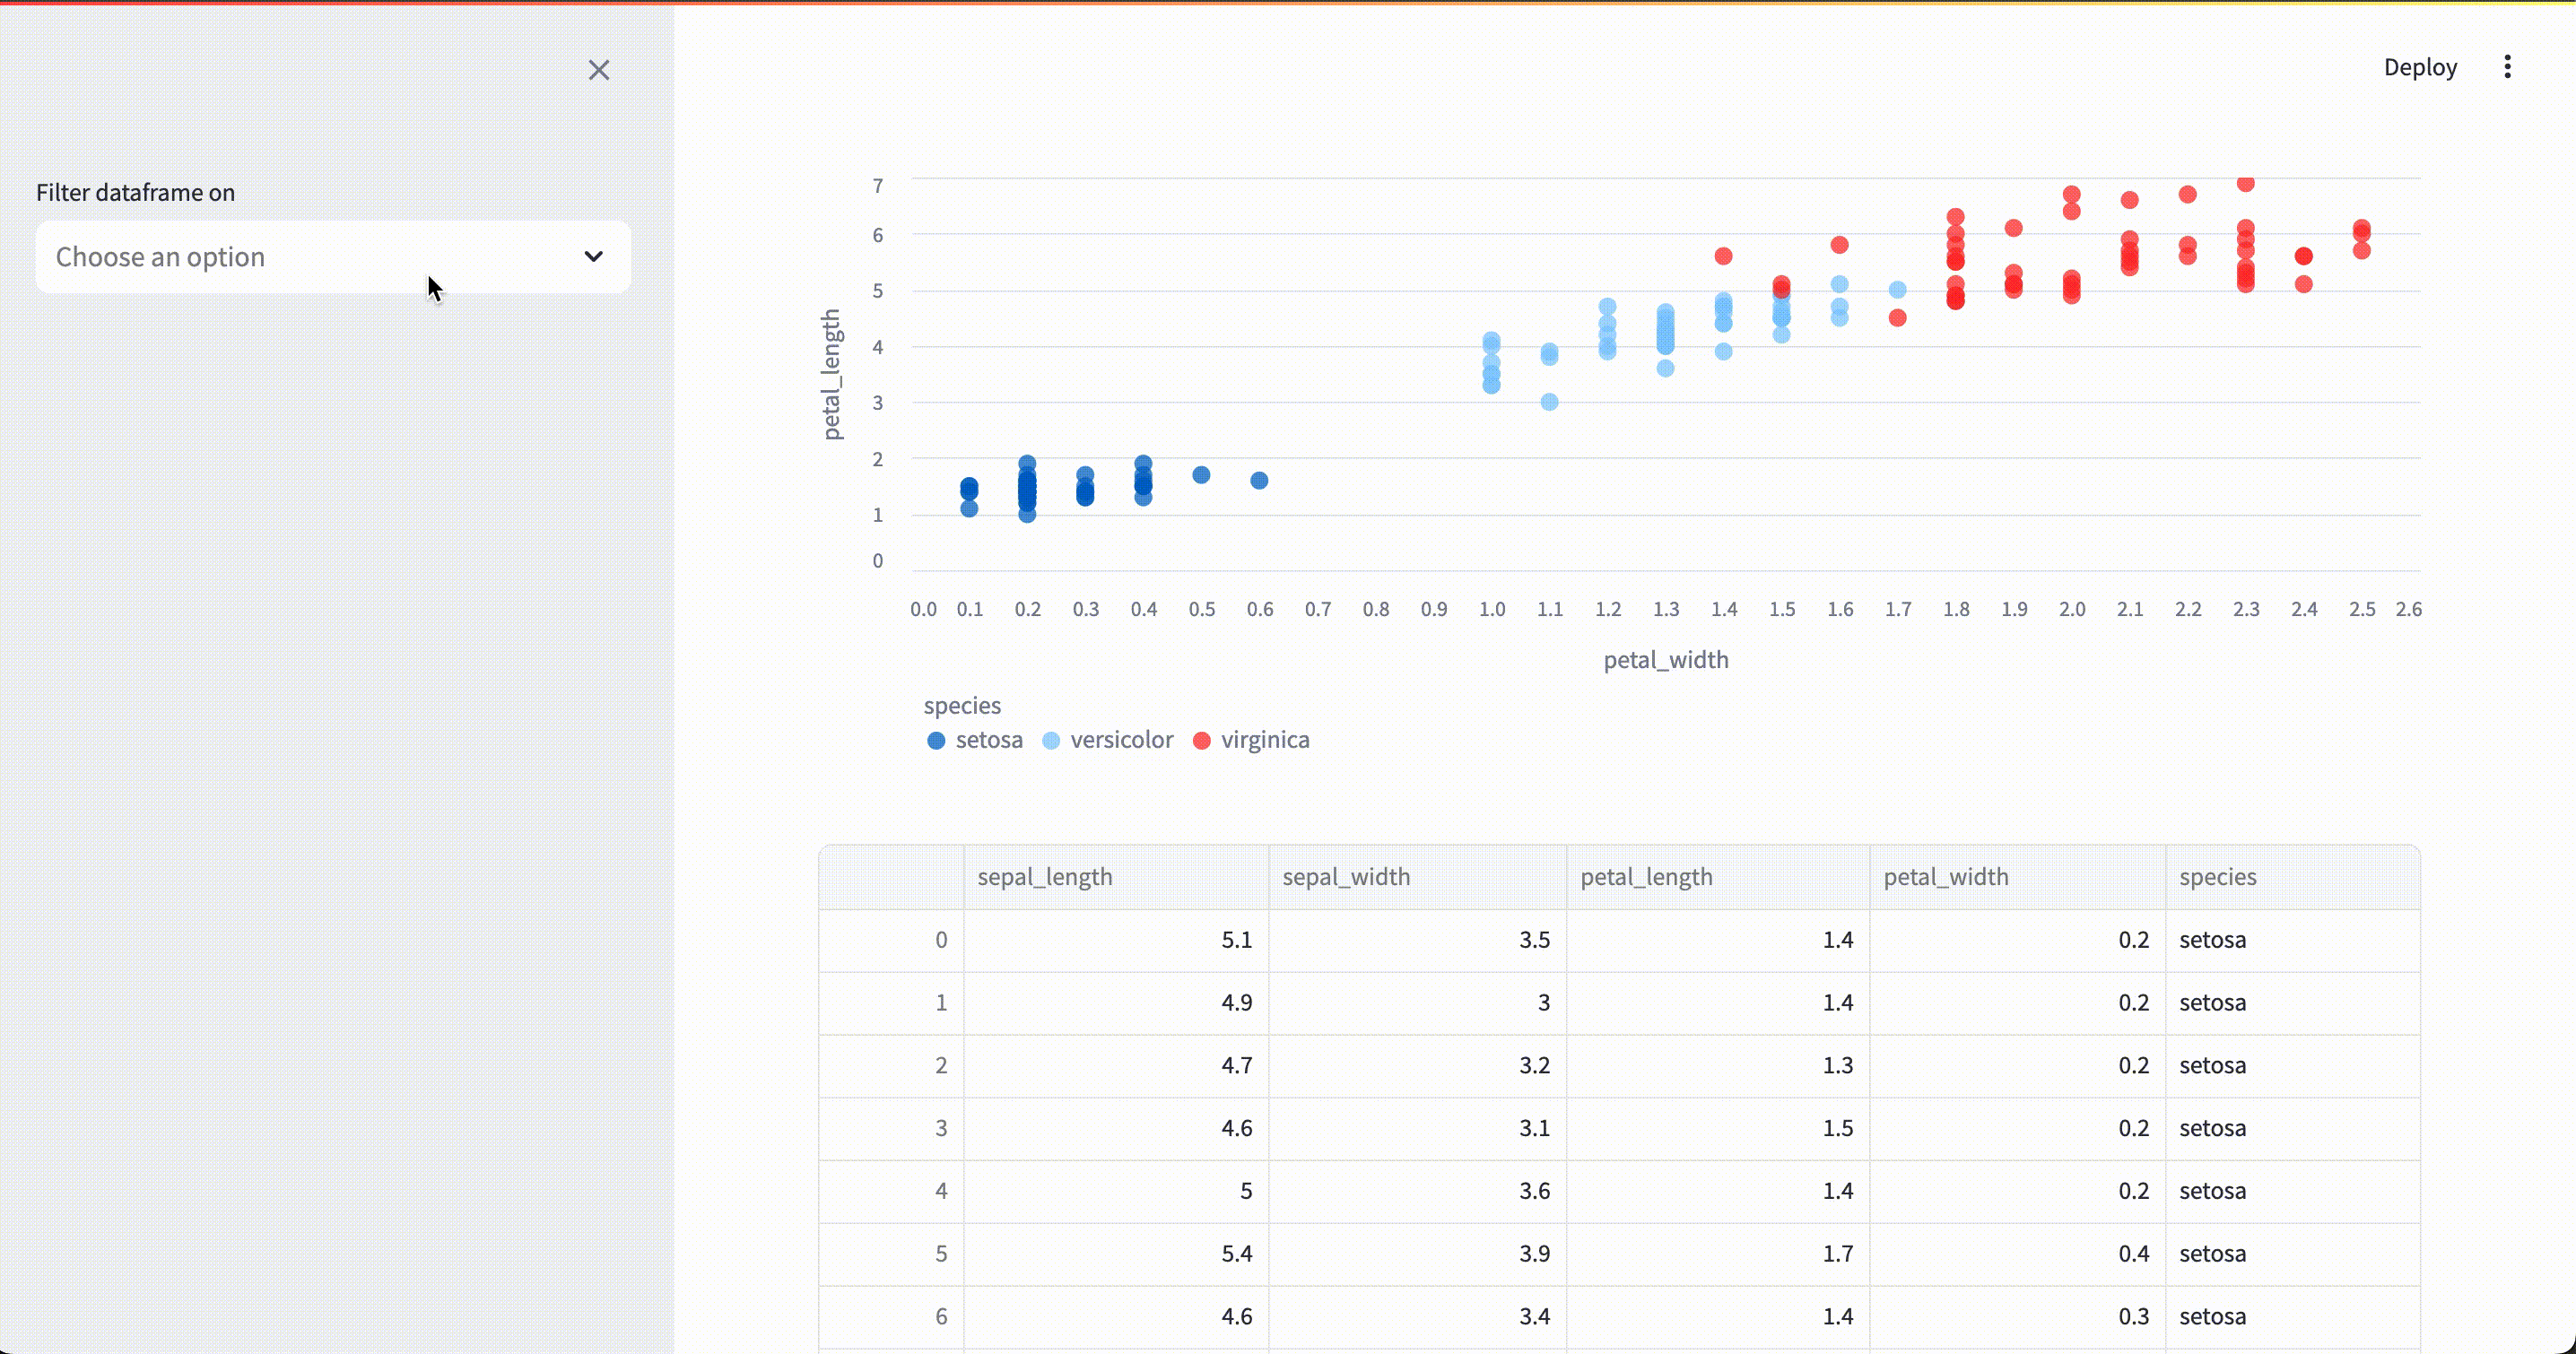 Deploy
Filter dataframe on
Choose an option
petal_length
7
6
5
4
3
2
1
0
0.0 0.1 0.2 0.3 0.4 0.5 0.6 0.7 0.8 0.9 1.0 1.1 1.2 1.3 1.4 1.5 1.6 1.7 1.8 1.9 2.0 2.1 2.2 2.3 2.4 2.5 2.6
petal_width
species
setosa versicolor virginica
sepal_length sepal_width petal_length petal_width species
0 5.1 3.5 1.4 0.2 setosa
1 4.9 3 1.4 0.2 setosa
2 4.7 3.2 1.3 0.2 setosa
3 4.6 3.1 1.5 0.2 setosa
4 5 3.6 1.4 0.2 setosa
5 5.4 3.9 1.7 0.4 setosa
6 4.6 3.4 1.4 0.3 setosa